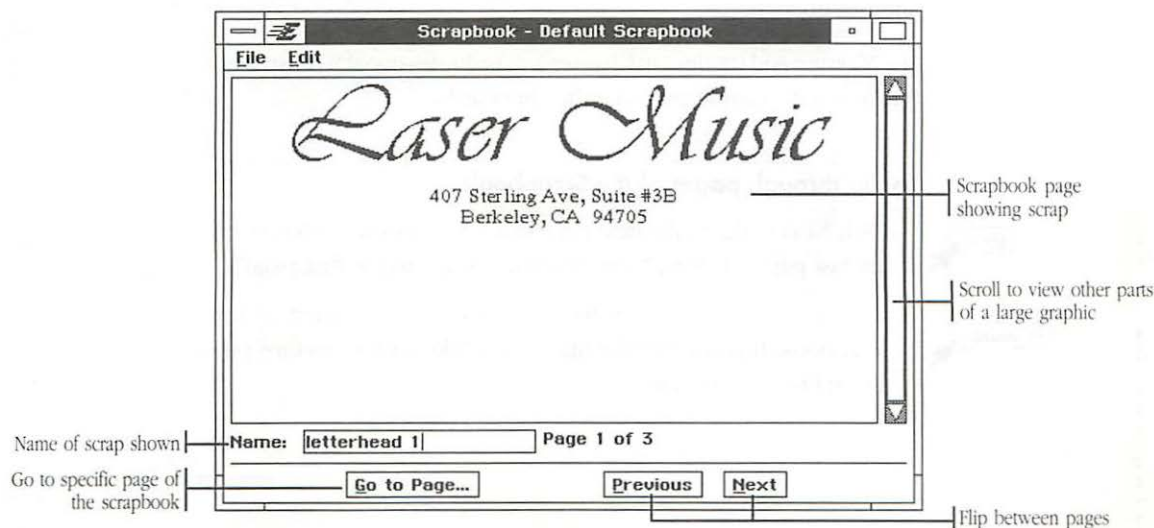 Scrapbook - Default Scrapbook
File Edit
Laser Music
407 Sterling Ave, Suite #3B
Berkeley, CA 94705
Scrapbook page
showing scrap
Scroll to view other parts
of a large graphic
Name of scrap shown
Name: letterhead 1
Page 1 of 3
Go to specific page of
the scrapbook
Go to Page...
Previous
Next
Flip between pages